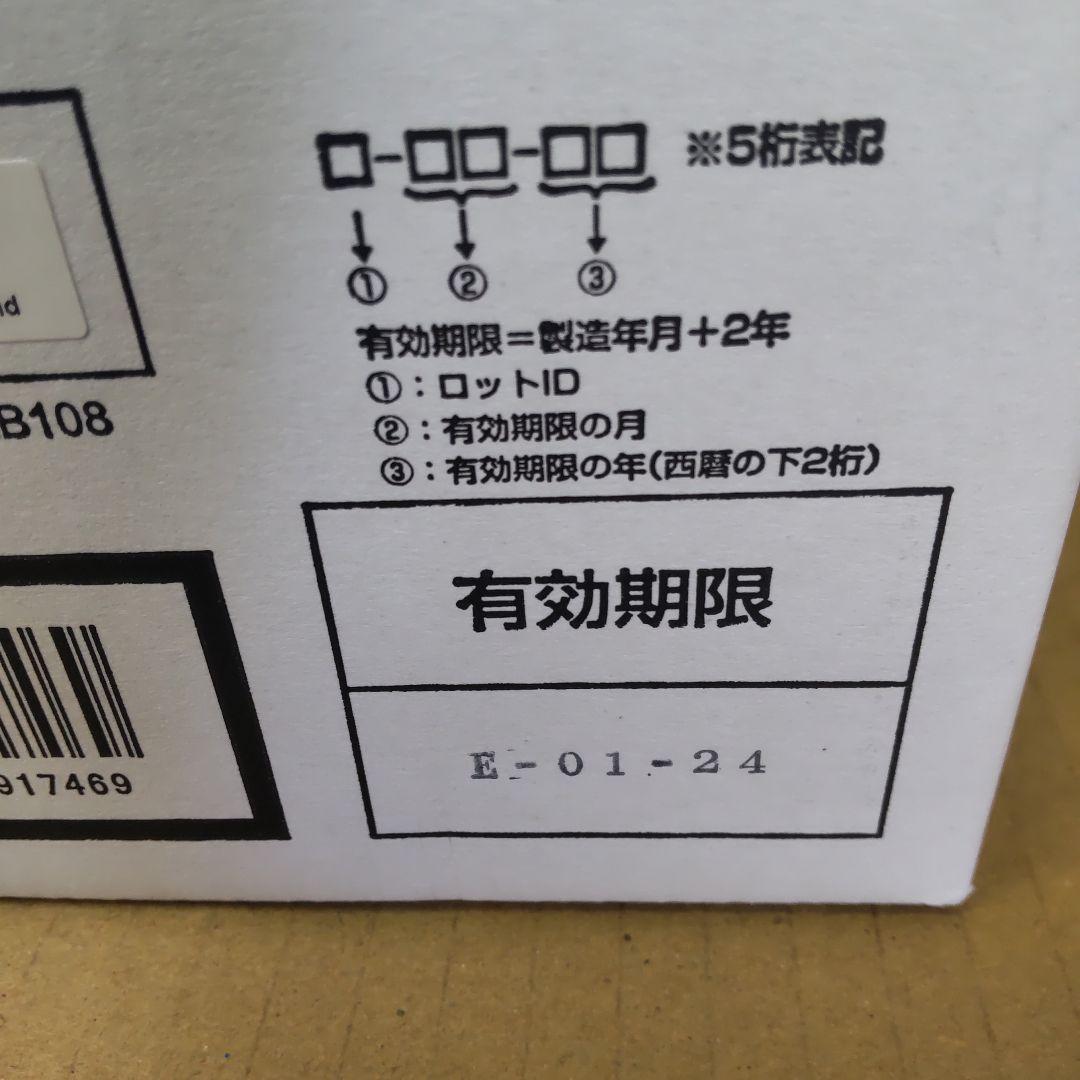 □-□□-□□ ※5桁表記
① ② ③
有効期限=製造年月+2年
①:ロットID
②:有効期限の月
③:有効期限の年(西暦の下2桁)
B108
有効期限
E-01-24
917469